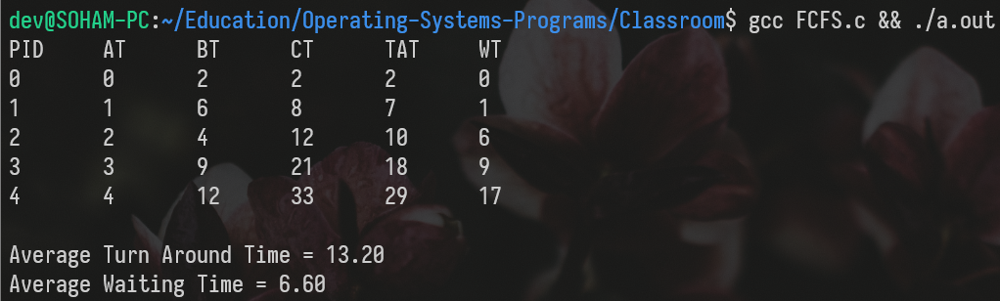 dev@SOHAM-PC:~/Education/Operating-Systems-Programs/Classroom$ gcc FCFS.c && ./a.out
PID AT BT CT TAT WT
0 0 2 2 2 0
1 1 6 8 7 1
2 2 4 12 10 6
3 3 9 21 18 9
4 4 12 33 29 17
Average Turn Around Time = 13.20
Average Waiting Time = 6.60